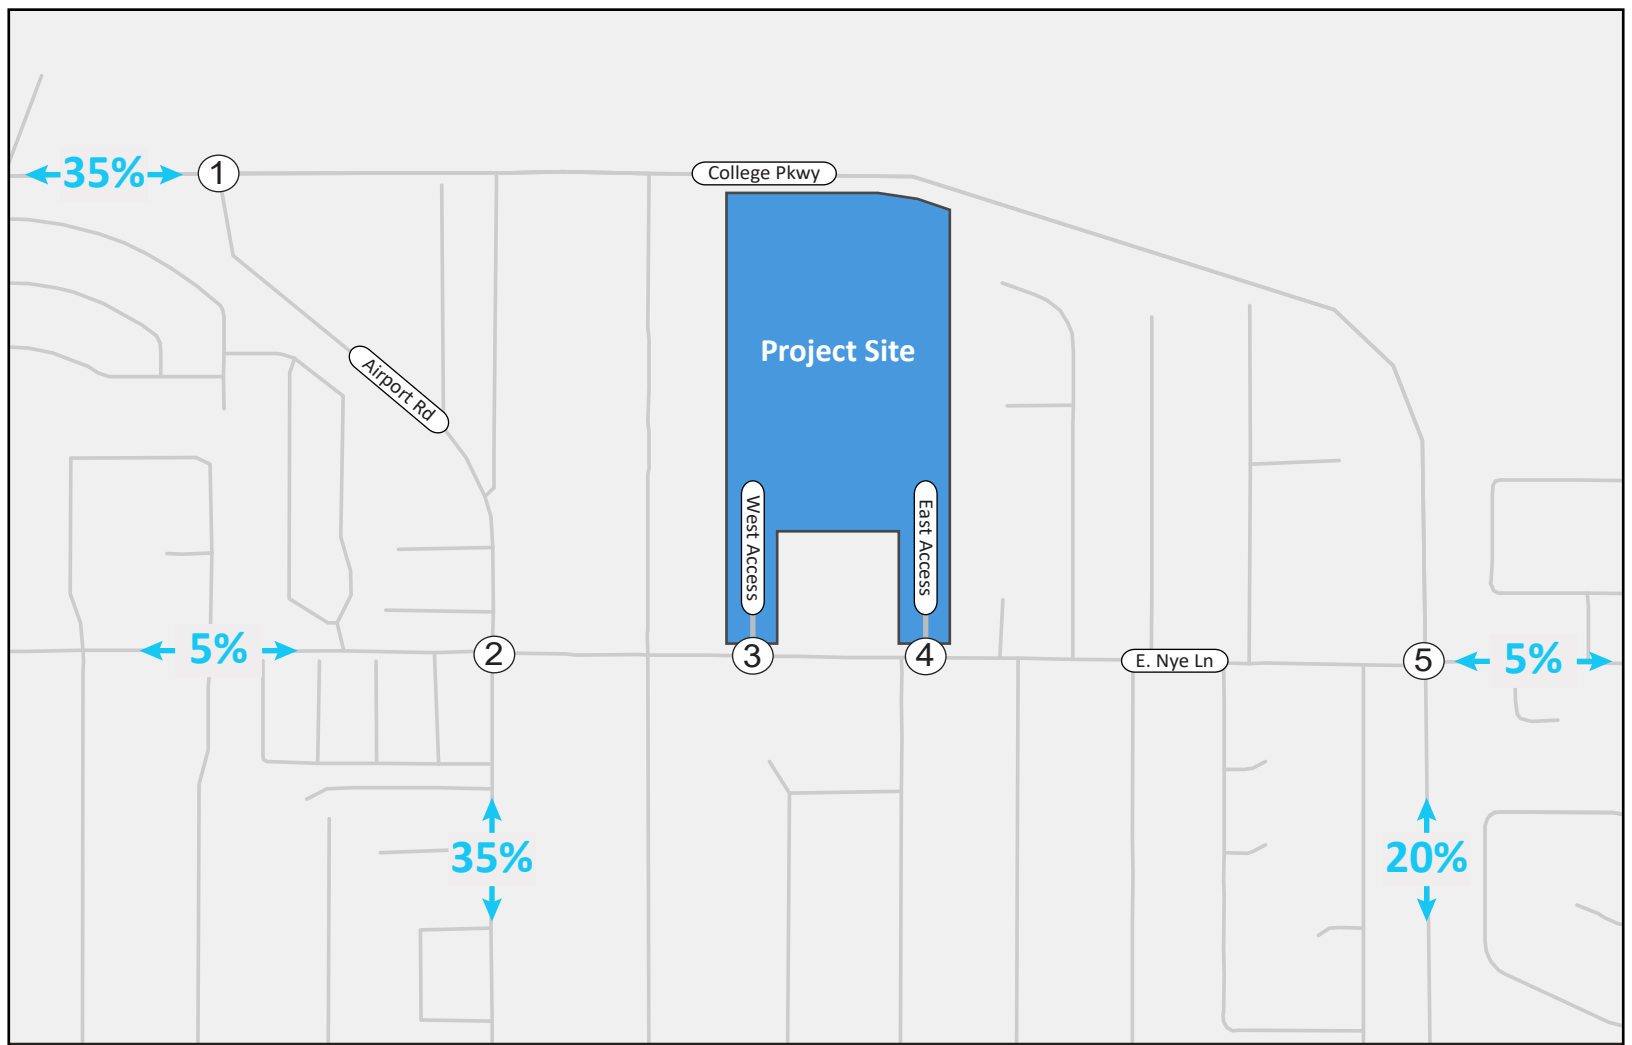 35%
1
College Pkwy
Project Site
Airport Rd
West Access
East Access
5%
2
3
4
E. Nye Ln
5
5%
35%
20%